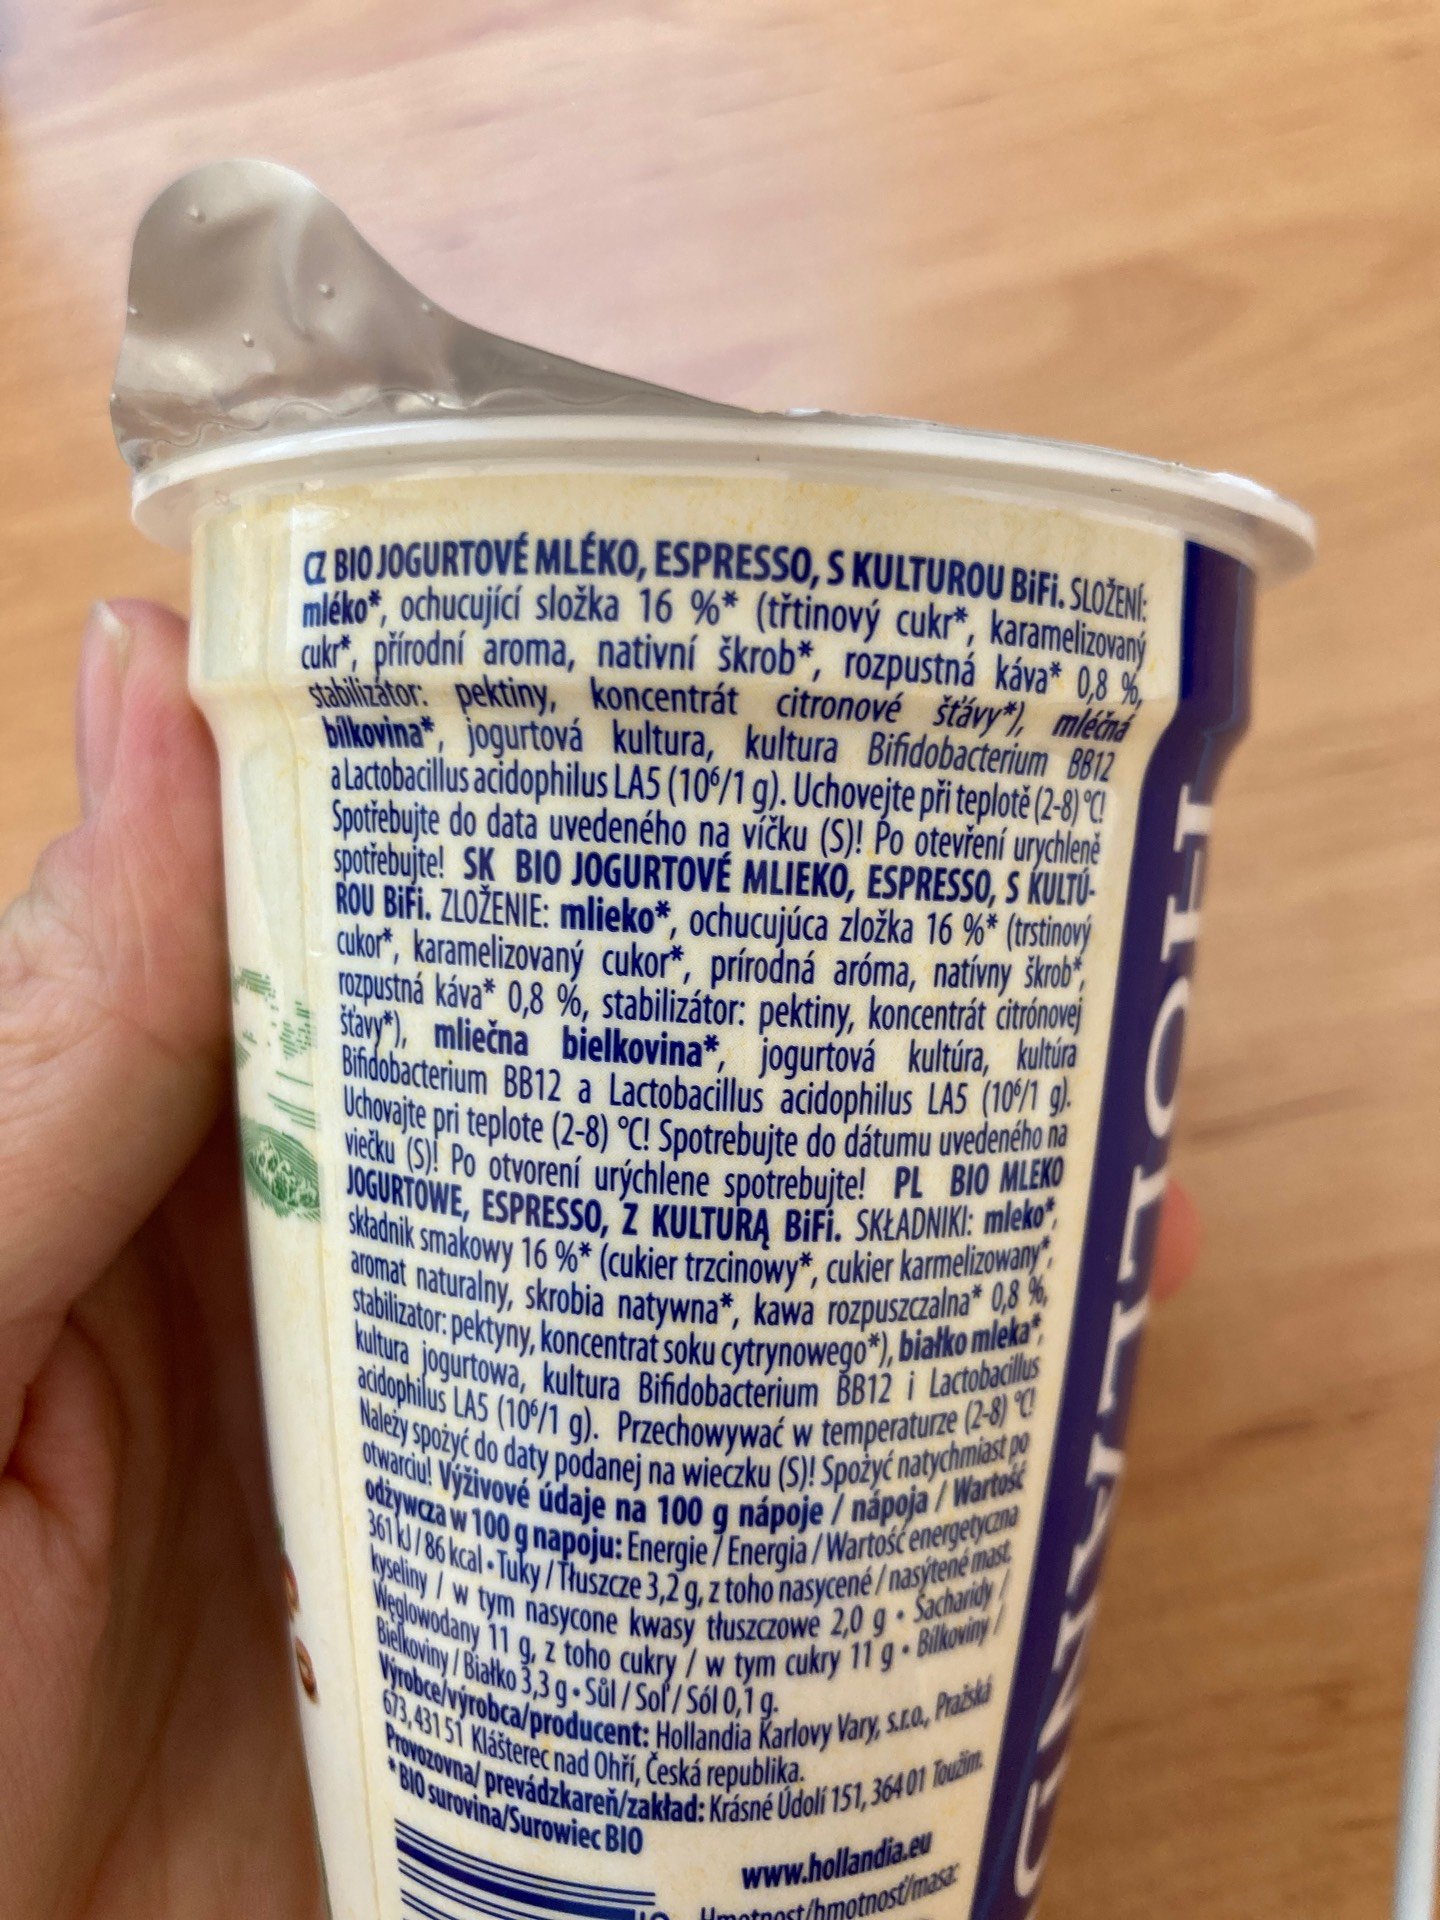 CZ BIO JOGURTOVÉ MLÉKO, ESPRESSO, S KULTUROU BiFi. SLOŽENÍ:
mléko*, ochucující složka 16 %* (třtinový cukr*, karamelizovaný
cukr*, přírodní aroma, nativní škrob*, rozpustná káva* 0,8 %,
stabilizátor: pektiny, koncentrát citronové šťávy*), mléčná
bílkovina*, jogurtová kultura, kultura Bifidobacterium BB12
a Lactobacillus acidophilus LA5 (10⁶/1 g). Uchovejte při teplotě (2-8) °C!
Spotřebujte do data uvedeného na víčku (S)! Po otevření urychleně
spotřebujte! SK BIO JOGURTOVÉ MLIEKO, ESPRESSO, S KULTÚ-
ROU BiFi. ZLOŽENIE: mlieko*, ochucujúca zložka 16 %* (trstinový
cukor*, karamelizovaný cukor*, prírodná aróma, natívny škrob*,
rozpustná káva* 0,8 %, stabilizátor: pektiny, koncentrát citrónovej
šťavy*), mliečna bielkovina*, jogurtová kultúra, kultúra
Bifidobacterium BB12 a Lactobacillus acidophilus LA5 (10⁶/1 g).
Uchovajte pri teplote (2-8) °C! Spotrebujte do dátumu uvedeného na
viečku (S)! Po otvorení urýchlene spotrebujte! PL BIO MLEKO
JOGURTOWE, ESPRESSO, Z KULTURĄ BiFi. SKŁADNIKI: mleko*,
składnik smakowy 16 %* (cukier trzcinowy*, cukier karmelizowany*,
aromat naturalny, skrobia natywna*, kawa rozpuszczalna* 0,8 %,
stabilizator: pektyny, koncentrat soku cytrynowego*), białko mleka*,
kultura jogurtowa, kultura Bifidobacterium BB12 i Lactobacillus
acidophilus LA5 (10⁶/1 g). Przechowywać w temperaturze (2-8) °C!
Należy spożyć do daty podanej na wieczku (S)! Spożyć natychmiast po
otwarciu! Výživové údaje na 100 g nápoje / nápoja / Wartość
odżywcza w 100 g napoju: Energie / Energia / Wartość energetyczna
361 kJ / 86 kcal • Tuky / Tłuszcze 3,2 g, z toho nasycené / nasýtené mast.
kyseliny / w tym nasycone kwasy tłuszczowe 2,0 g • Sacharidy /
Węglowodany 11 g, z toho cukry / w tym cukry 11 g • Bílkoviny /
Bielkoviny / Białko 3,3 g • Sůl / Soľ / Sól 0,1 g.
Výrobce/výrobca/producent: Hollandia Karlovy Vary, s.r.o., Pražská
673, 431 51 Klášterec nad Ohří, Česká republika.
Provozovna/ prevádzkareň/zakład: Krásné Údolí 151, 364 01 Toužim.
*BIO surovina/Surowiec BIO
www.hollandia.eu
Hmotnost/hmotnosť/masa:
HOLLAND